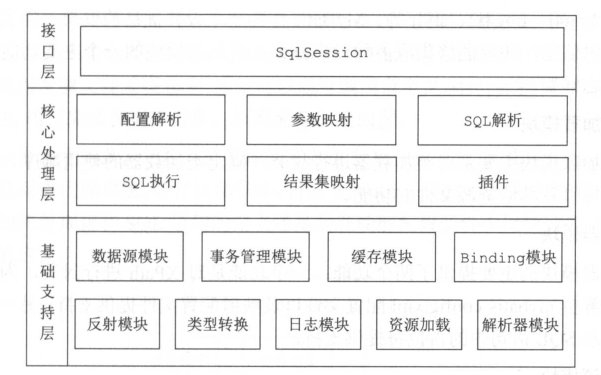 接口层
SqlSession
核心处理层
配置解析
参数映射
SQL解析
SQL执行
结果集映射
插件
基础支持层
数据源模块
事务管理模块
缓存模块
Binding模块
反射模块
类型转换
日志模块
资源加载
解析器模块